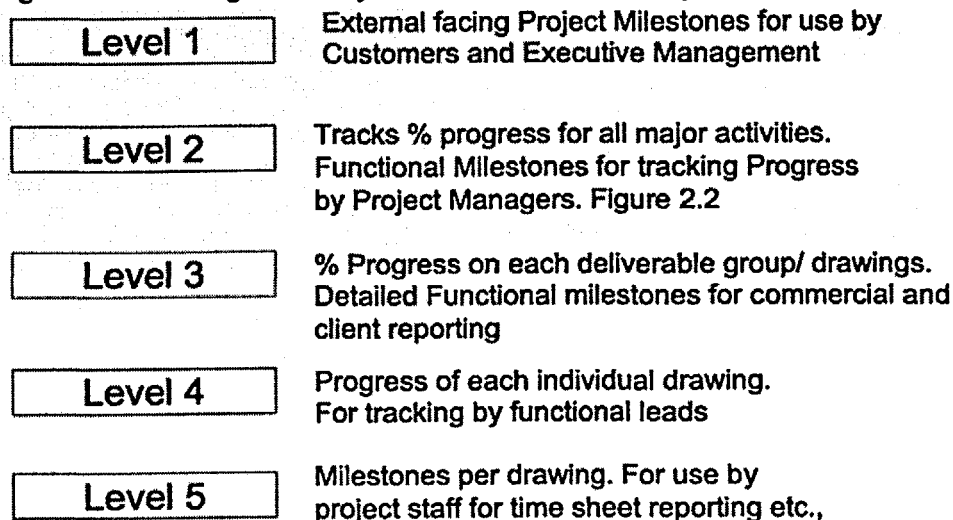 Level 1
External facing Project Milestones for use by
Customers and Executive Management
Level 2
Tracks % progress for all major activities.
Functional Milestones for tracking Progress
by Project Managers. Figure 2.2
Level 3
% Progress on each deliverable group/ drawings.
Detailed Functional milestones for commercial and
client reporting
Level 4
Progress of each individual drawing.
For tracking by functional leads
Level 5
Milestones per drawing. For use by
project staff for time sheet reporting etc.,